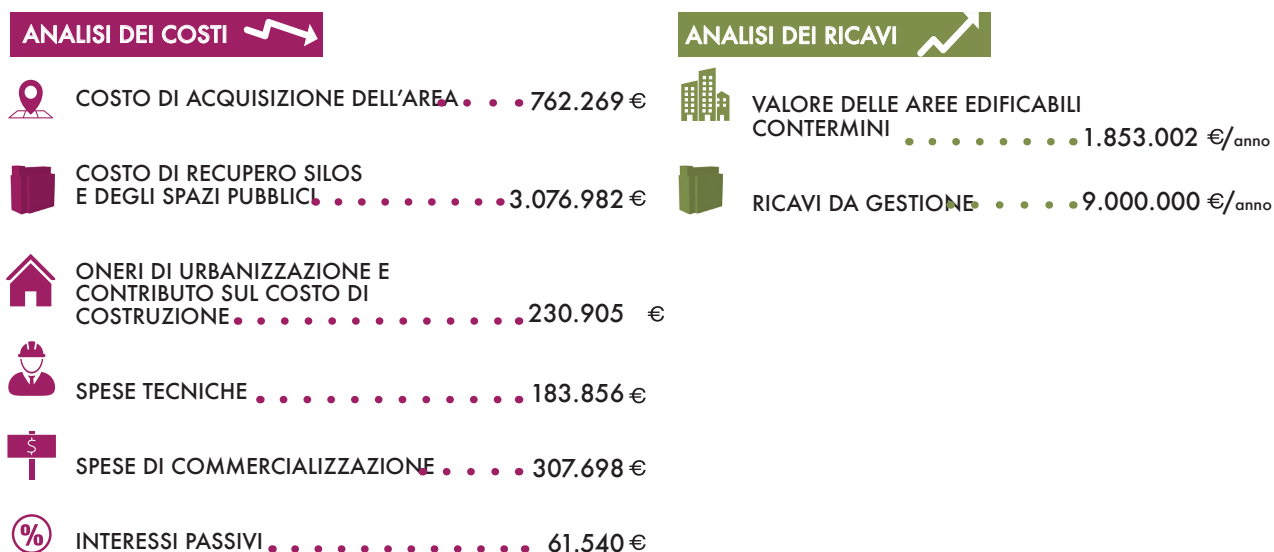 ANALISI DEI COSTI
COSTO DI ACQUISIZIONE DELL'AREA 762.269 €
COSTO DI RECUPERO SILOS
E DEGLI SPAZI PUBBLICI 3.076.982 €
ONERI DI URBANIZZAZIONE E
CONTRIBUTO SUL COSTO DI
COSTRUZIONE 230.905 €
SPESE TECNICHE 183.856 €
$
SPESE DI COMMERCIALIZZAZIONE 307.698 €
%
INTERESSI PASSIVI 61.540 €
ANALISI DEI RICAVI
VALORE DELLE AREE EDIFICABILI
CONTERMINI 1.853.002 €/anno
RICAVI DA GESTIONE 9.000.000 €/anno